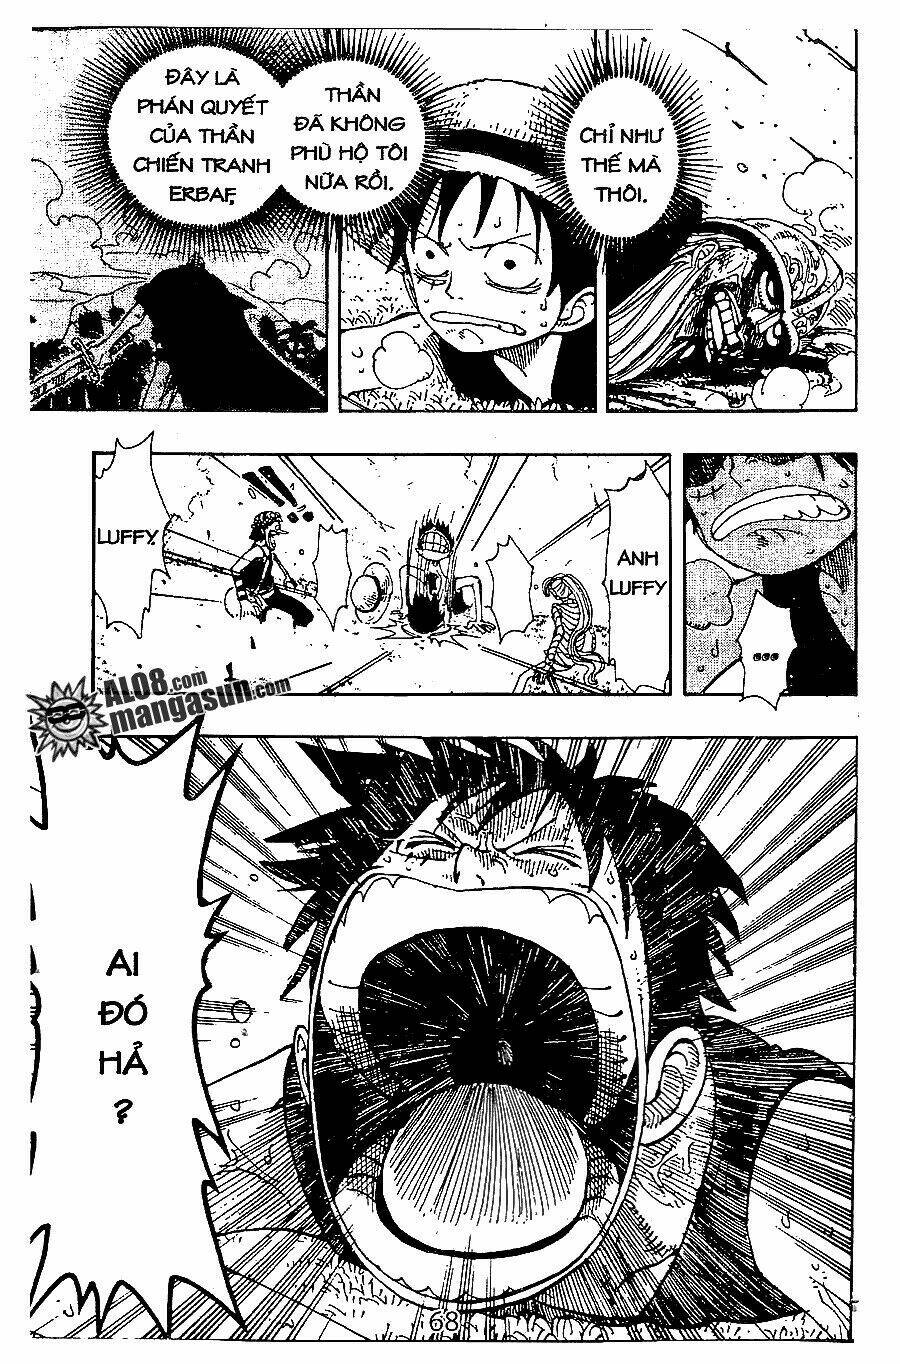 CHỈ NHƯ
THẾ MÀ
THÔI.
THẦN
ĐÃ KHÔNG
PHÙ HỘ TÔI
NỮA RỒI.
ĐÂY LÀ
PHÁN QUYẾT
CỦA THẦN
CHIẾN TRANH
ERBAF,
ANH
LUFFY
LUFFY.
AI
ĐÓ
HẢ
?
ALO8.com
mangasun.com
68